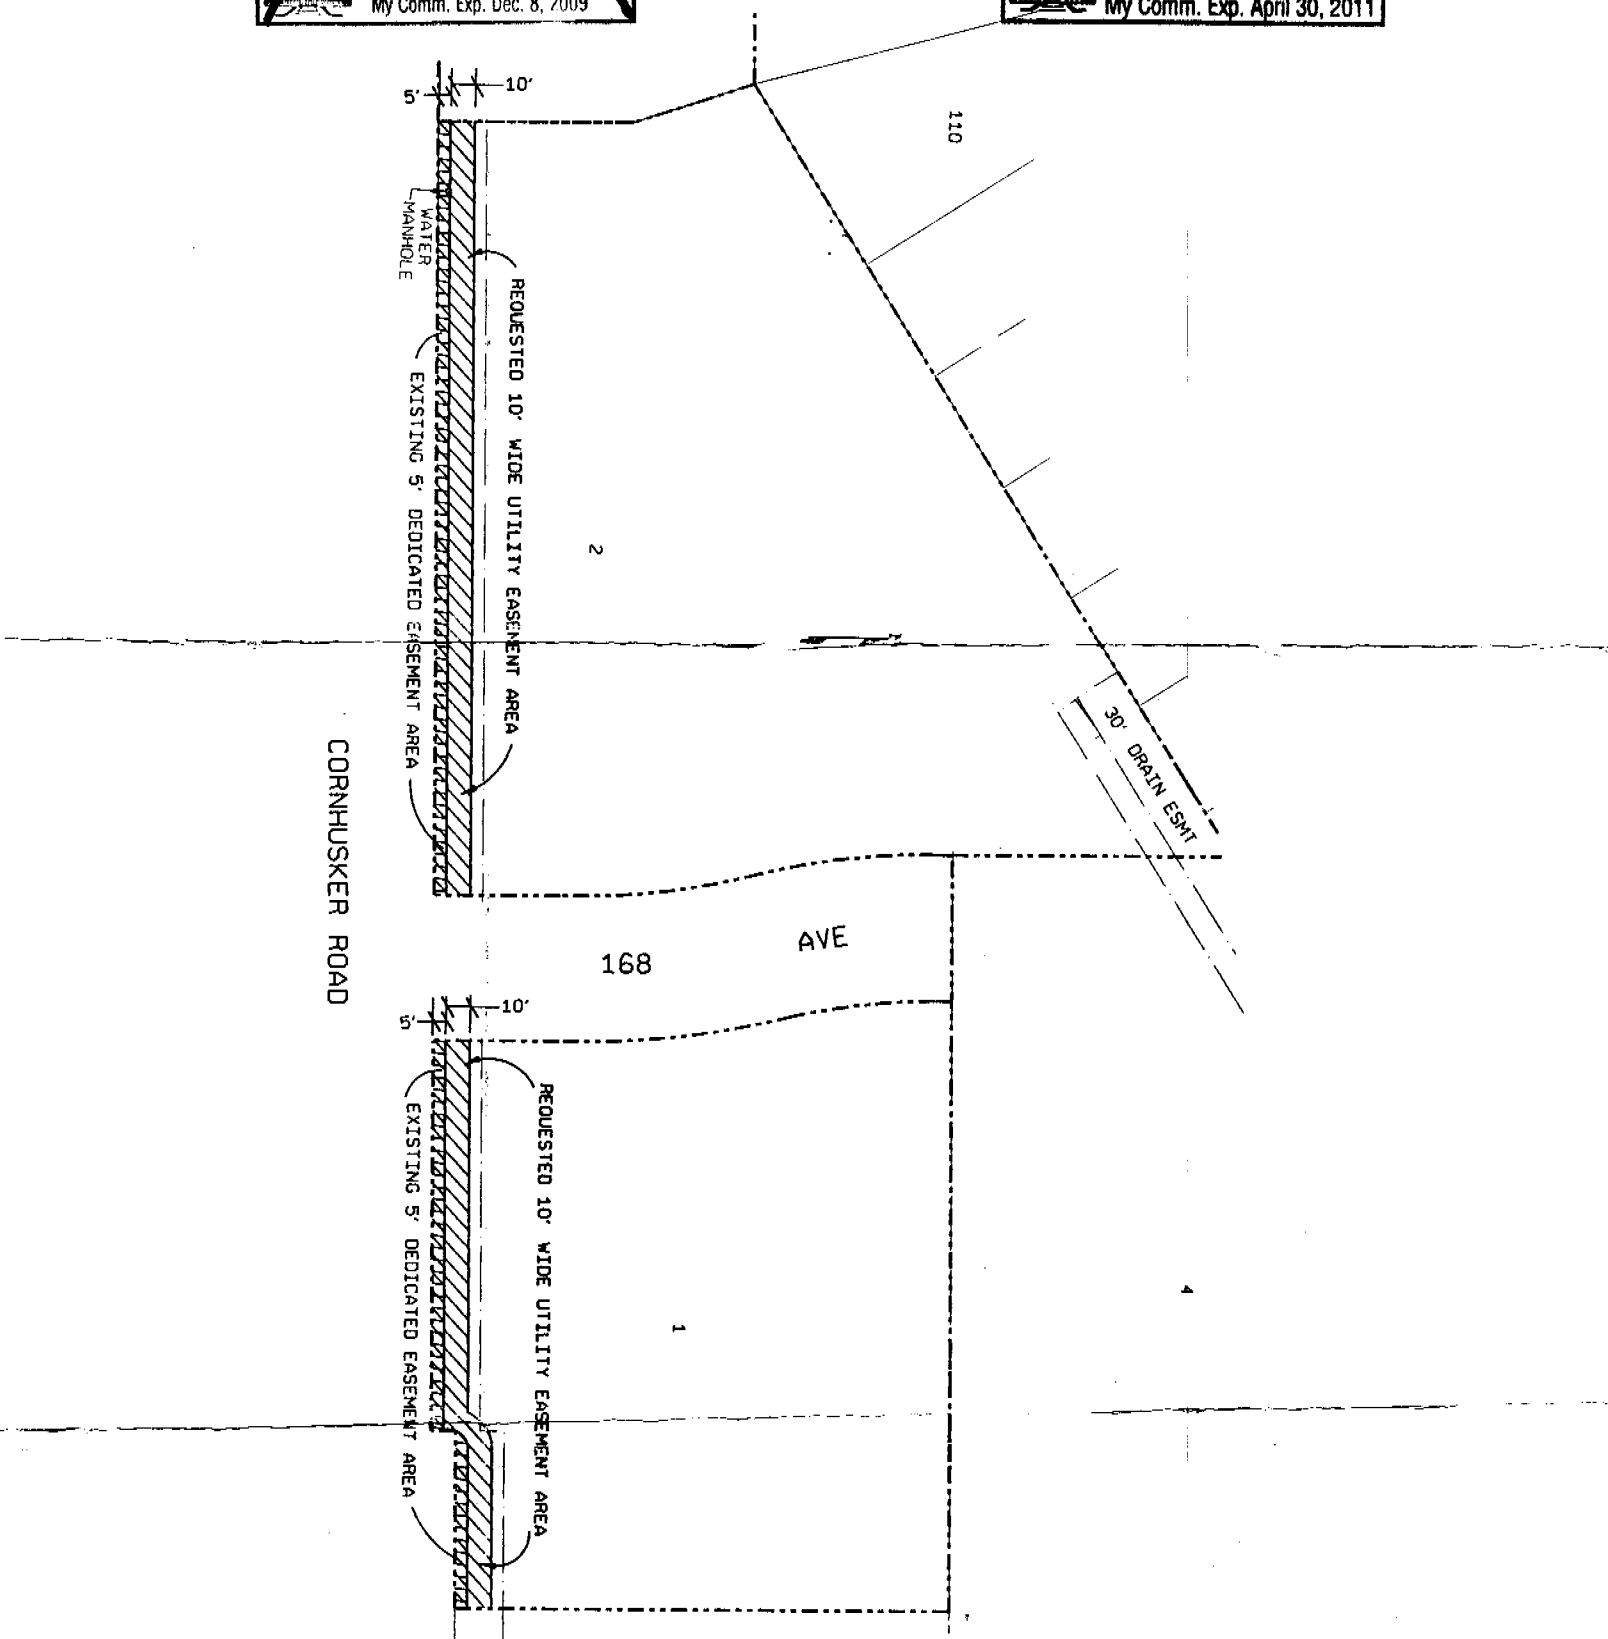 My Comm. Exp. Dec. 8, 2009
My Comm. Exp. April 30, 2011
10'
5'
110
WATER
MANHOLE
REQUESTED 10' WIDE UTILITY EASEMENT AREA
EXISTING 5' DEDICATED EASEMENT AREA
2
30' DRAIN ESMT
CORNHUSKER ROAD
168
AVE
10'
5'
REQUESTED 10' WIDE UTILITY EASEMENT AREA
EXISTING 5' DEDICATED EASEMENT AREA
1
4